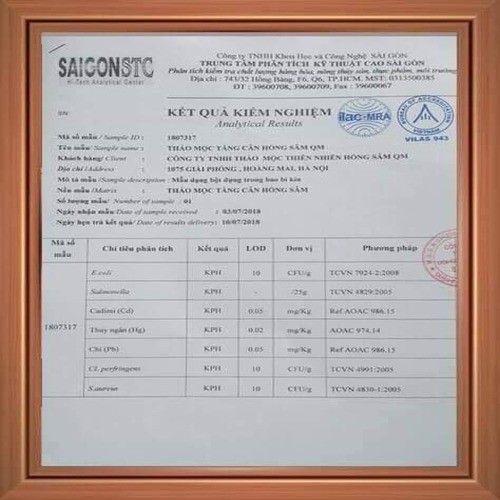 SAIGONSTC
Hi-Tech Analytical Center
Công ty TNHH Khoa Học và Công Nghệ SÀI GÒN
TRUNG TÂM PHÂN TÍCH KỸ THUẬT CAO SÀI GÒN
Phân tích kiểm tra chất lượng hàng hóa, nông thủy sản, thực phẩm, môi trường
Địa chỉ : 743/32 Hồng Bàng, F6, Q6, TP.HCM. MST: 0313500385
ĐT : 39600708, 39600709, Fax : 39600067
KẾT QUẢ KIỂM NGHIỆM
Analytical Results
ilac-MRA
BUREAU OF ACCREDITATION
VIETNAM
VILAS 943
Mã số mẫu / Sample ID : 1807317
Tên mẫu / Sample name : THẢO MỘC TĂNG CÂN HỒNG SÂM QM
Khách hàng/ Client : CÔNG TY TNHH THẢO MỘC THIÊN NHIÊN HỒNG SÂM QM
Địa chỉ /Address : 1075 GIẢI PHÓNG, HOÀNG MAI, HÀ NỘI
Mô tả mẫu /Sample description : Mẫu dạng bột đựng trong bao bì kín
Nền mẫu /Matrix : THẢO MỘC TĂNG CÂN HỒNG SÂM
Số lượng mẫu/ Number of sample : 01
Ngày nhận mẫu/Date of sample received : 03/07/2018
Ngày hẹn trả kết quả/ Date of results delivery: 10/07/2018
Mã số mẫu Chỉ tiêu phân tích Kết quả LOD Đơn vị Phương pháp
1807317
E.coli KPH 10 CFU/g TCVN 7924-2:2008
Salmonella KPH - /25g TCVN 4829:2005
Cadimi (Cd) KPH 0.05 mg/Kg Ref AOAC 986.15
Thuỷ ngân (Hg) KPH 0.02 mg/Kg AOAC 974.14
Chì (Pb) KPH 0.05 mg/Kg Ref AOAC 986.15
Cl. perfringens KPH 10 CFU/g TCVN 4991:2005
S.aureus KPH 10 CFU/g TCVN 4830-1:2005